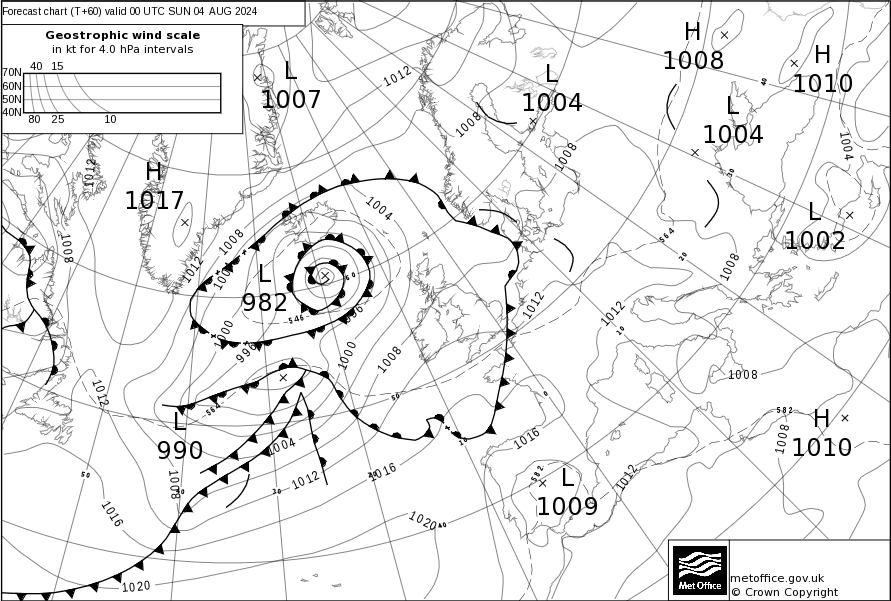 Forecast chart (T+60) valid 00 UTC SUN 04 AUG 2024
Geostrophic wind scale
in kt for 4.0 hPa intervals
40 15
70N
60N
50N
40N
80 25 10
L
1007
1012
L
1004
H
1008
H
1010
40
L
1004
1008
1008
1004
1012
H
1017
30
1004
L
1002
1008
1008
564
20
1008
1012
L
982
60
546
996
1012
1012
10
1000
996
1000
1008
1008
1012
564
50
0
582
L
990
H
1010
1008
1004
1016
10
50
1008
30
1012
30
1016
582
L
1009
1012
1016
1020
40
1020
Met Office
metoffice.gov.uk
© Crown Copyright